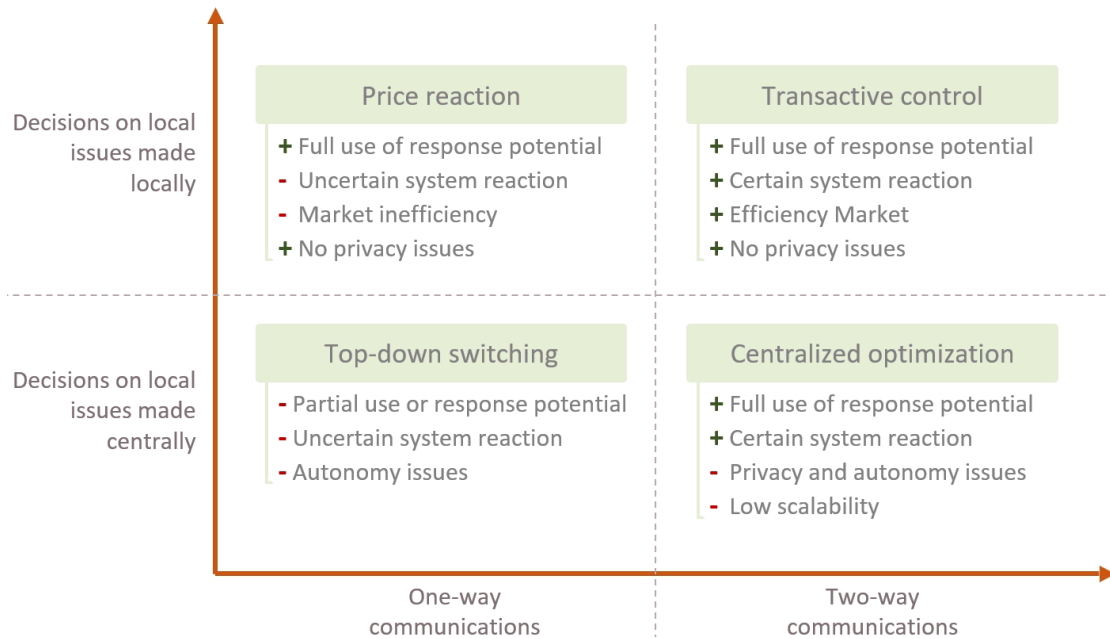 Decisions on local
issues made
locally
Price reaction
+ Full use of response potential
- Uncertain system reaction
- Market inefficiency
+ No privacy issues
Transactive control
+ Full use of response potential
+ Certain system reaction
+ Efficiency Market
+ No privacy issues
Decisions on local
issues made
centrally
Top-down switching
- Partial use or response potential
- Uncertain system reaction
- Autonomy issues
Centralized optimization
+ Full use of response potential
+ Certain system reaction
- Privacy and autonomy issues
- Low scalability
One-way
communications
Two-way
communications